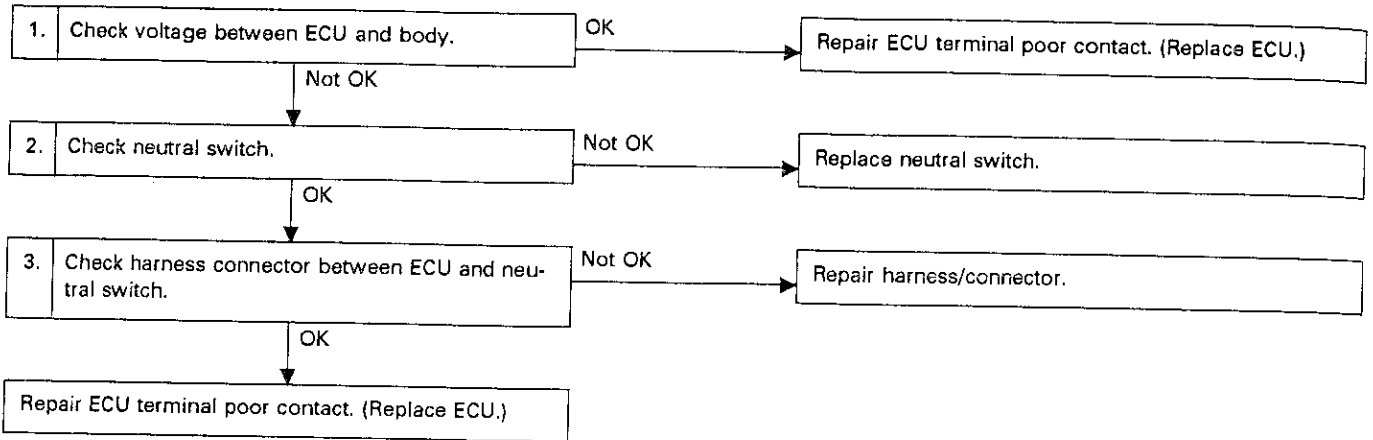 1. Check voltage between ECU and body.
OK
Repair ECU terminal poor contact. (Replace ECU.)
Not OK
2. Check neutral switch.
Not OK
Replace neutral switch.
OK
3. Check harness connector between ECU and neu-
tral switch.
Not OK
Repair harness/connector.
OK
Repair ECU terminal poor contact. (Replace ECU.)